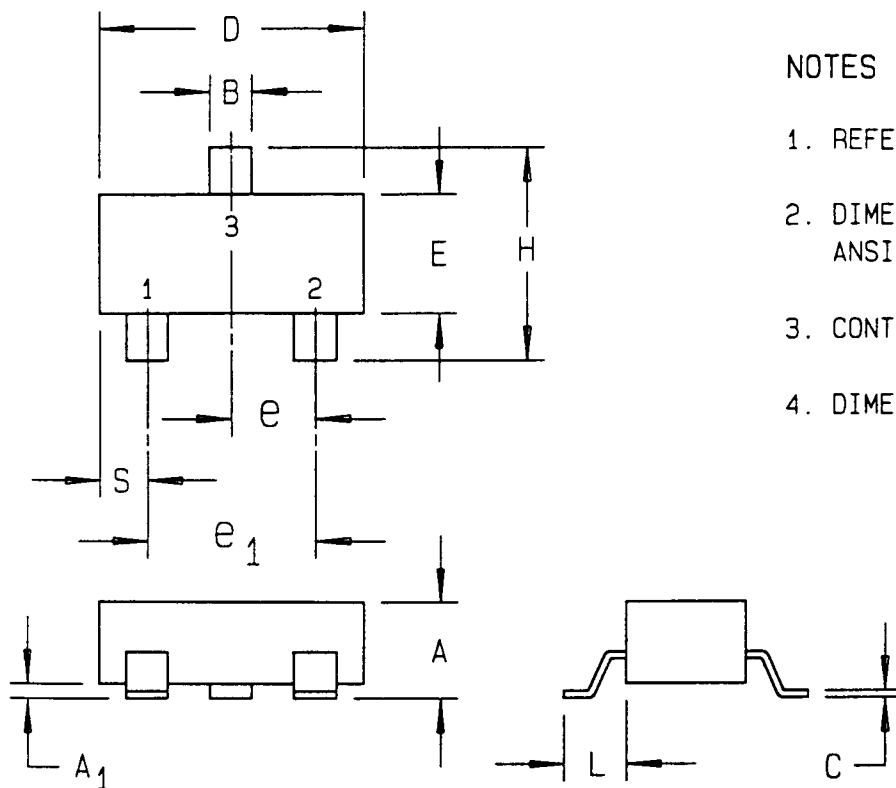 D
B
NOTES
1. REFE
3
2. DIME
E
H
ANSI
1
2
3. CONT
e
4. DIME
S
e1
A
A1
L
C